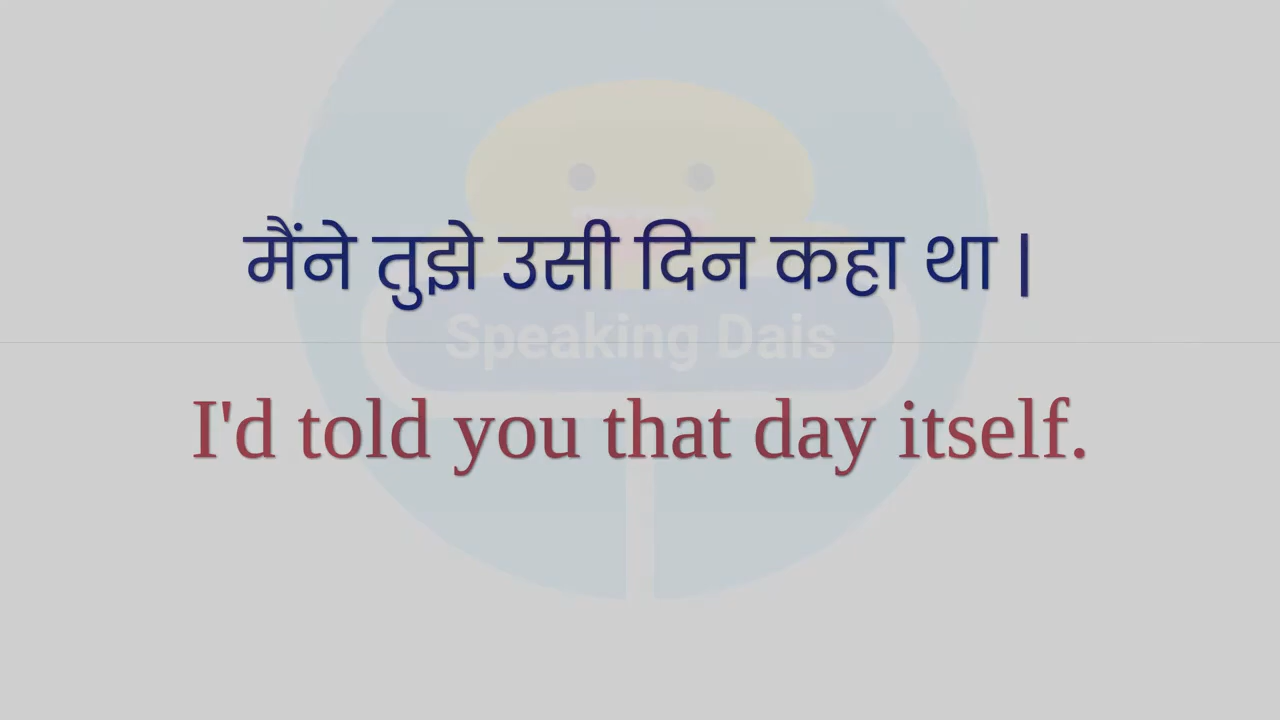 मैंने तुझे उसी दिन कहा था |
Speaking Dais
I'd told you that day itself.